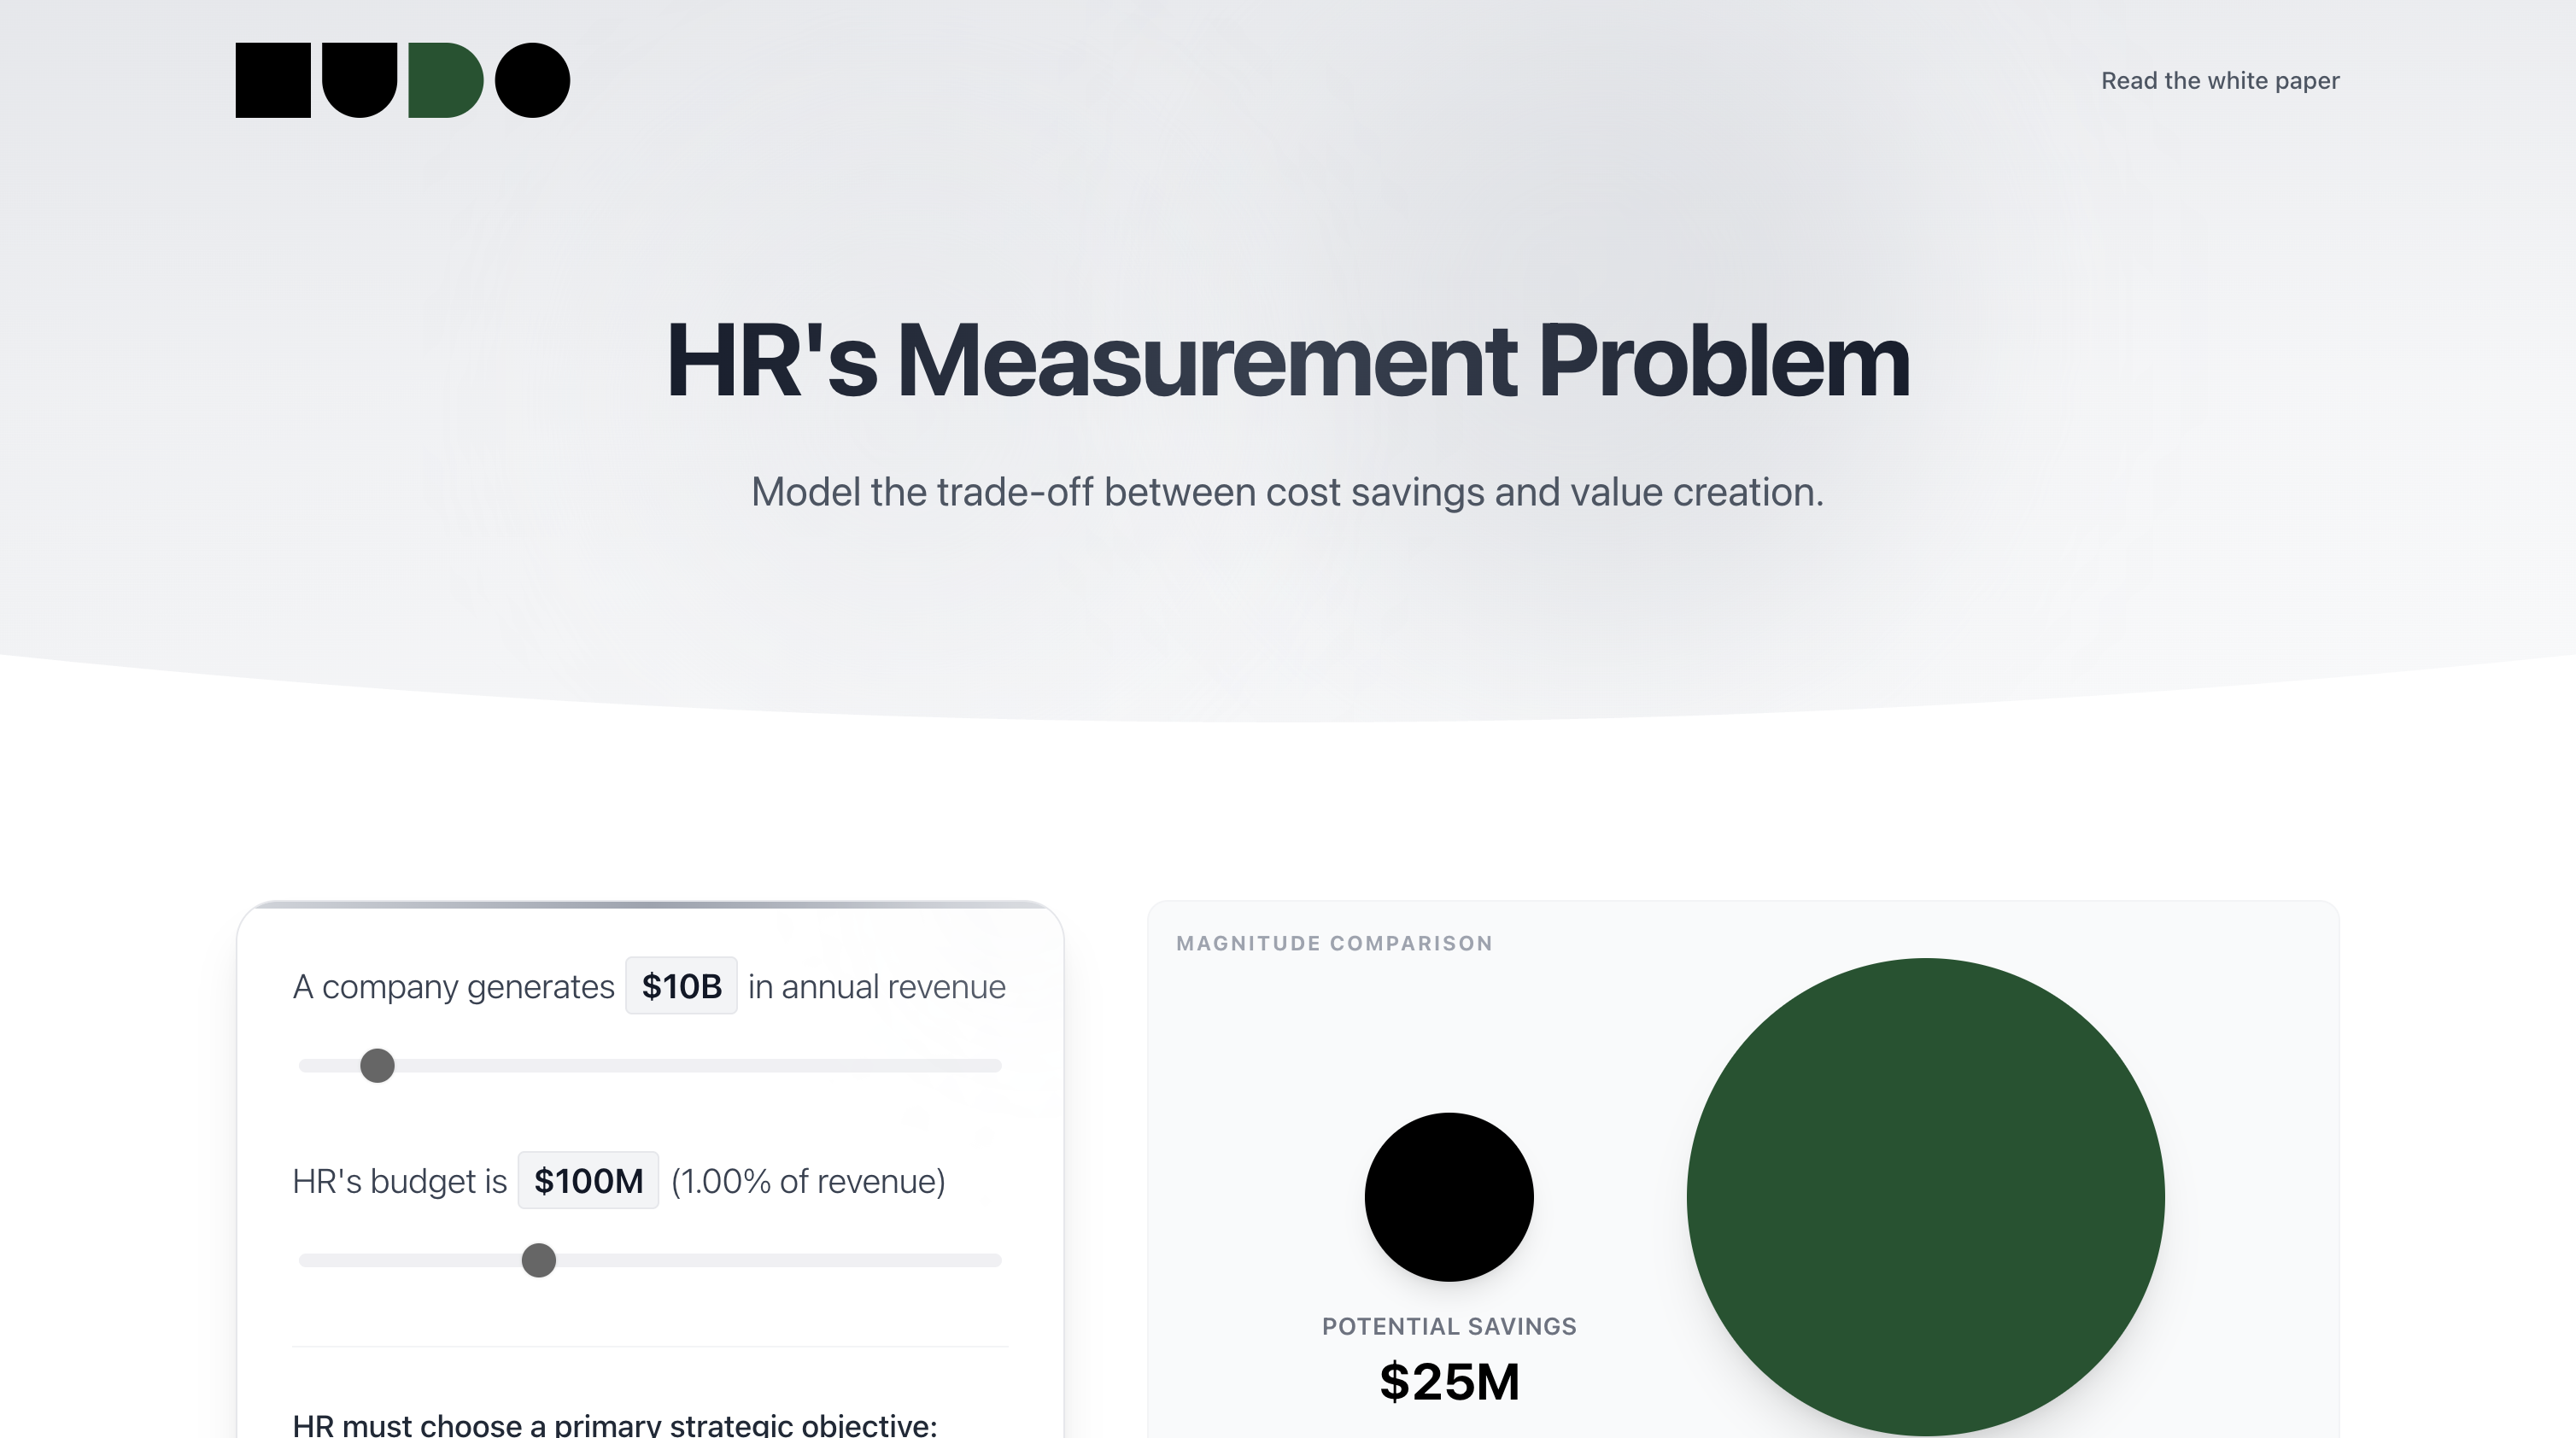 MUDO
Read the white paper
HR's Measurement Problem
Model the trade-off between cost savings and value creation.
A company generates $10B in annual revenue
HR's budget is $100M (1.00% of revenue)
HR must choose a primary strategic objective:
MAGNITUDE COMPARISON
POTENTIAL SAVINGS
$25M